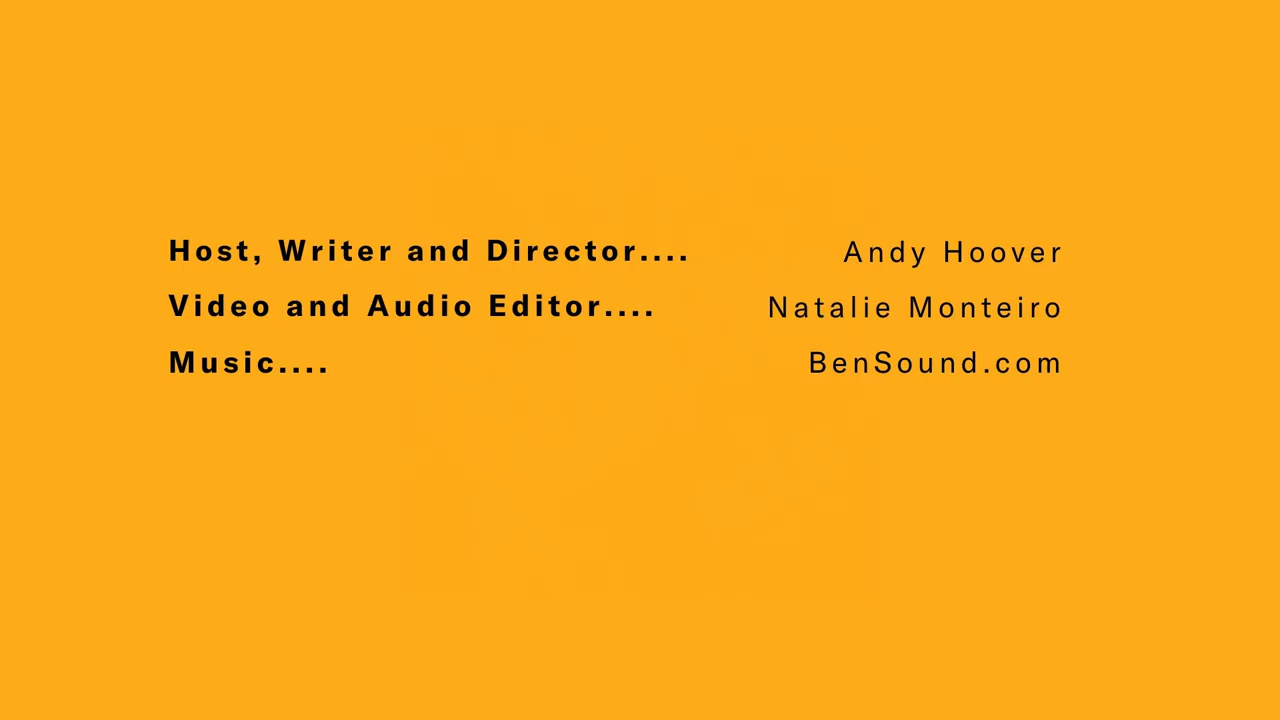 Host, Writer and Director.... Andy Hoover
Video and Audio Editor.... Natalie Monteiro
Music.... BenSound.com